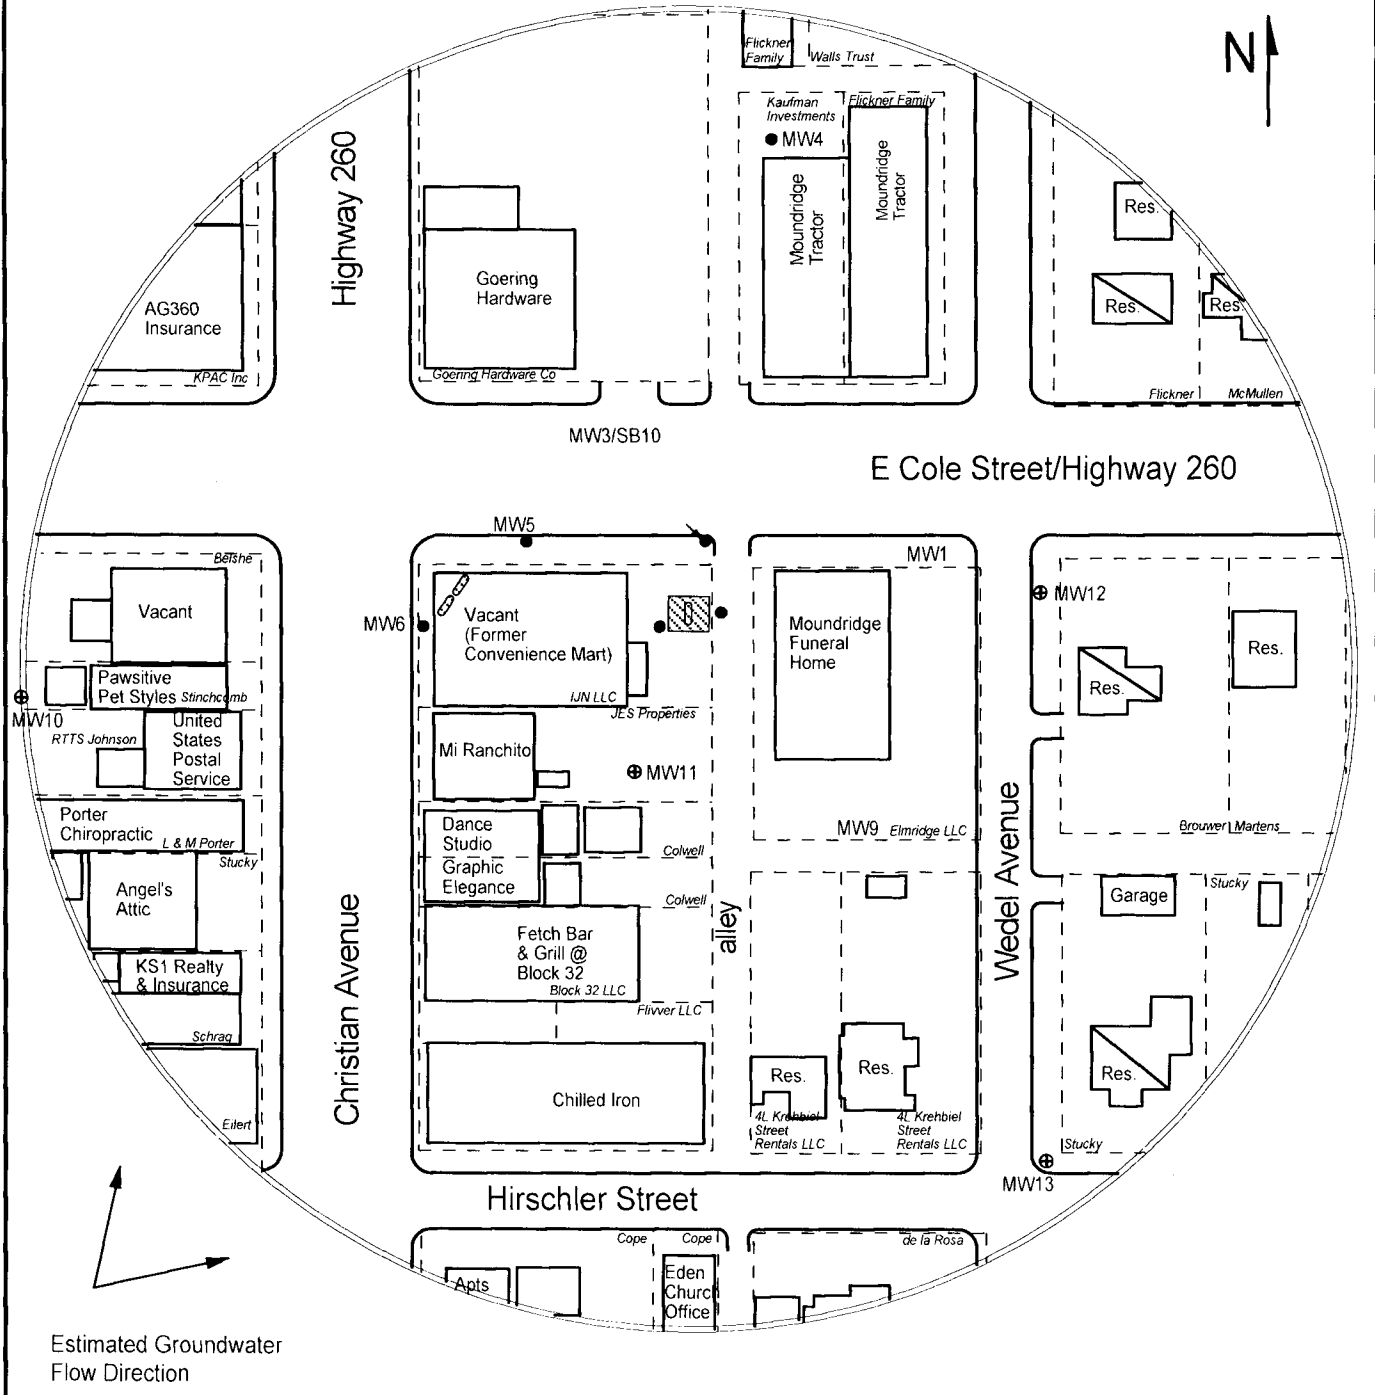 N
Flickner
Family
Walls Trust
Kaufman
Investments
Flickner Family
MW4
Highway 260
Moundridge
Tractor
Moundridge
Tractor
Res.
Goering
Hardware
AG360
Insurance
Res.
Res.
KPAC Inc
Goering Hardware Co
Flickner
McMullen
MW3/SB10
E Cole Street/Highway 260
MW5
MW1
Belshe
Vacant
MW6
Vacant
(Former
Convenience Mart)
IJN LLC
Moundridge
Funeral
Home
MW12
Res.
Res.
Pawsitive
Pet Styles
Stinchcomb
MW10
JES Properties
RTTS Johnson
United
States
Postal
Service
Mi Ranchito
MW11
Porter
Chiropractic
L & M Porter
Dance
Studio
Colwell
MW9
Elmridge LLC
Brouwer
Martens
Stucky
Angel's
Attic
Graphic
Elegance
Colwell
Wedel Avenue
Garage
Stucky
alley
Christian Avenue
Fetch Bar
& Grill @
Block 32
Block 32 LLC
KS1 Realty
& Insurance
Flivver LLC
Schrag
Res.
Res.
Res.
Chilled Iron
4L Krehbiel
Street
Rentals LLC
4L Krehbiel
Street
Rentals LLC
Eilert
Stucky
MW13
Hirschler Street
Cope
Cope
de la Rosa
Apts
Eden
Church
Office
Estimated Groundwater
Flow Direction